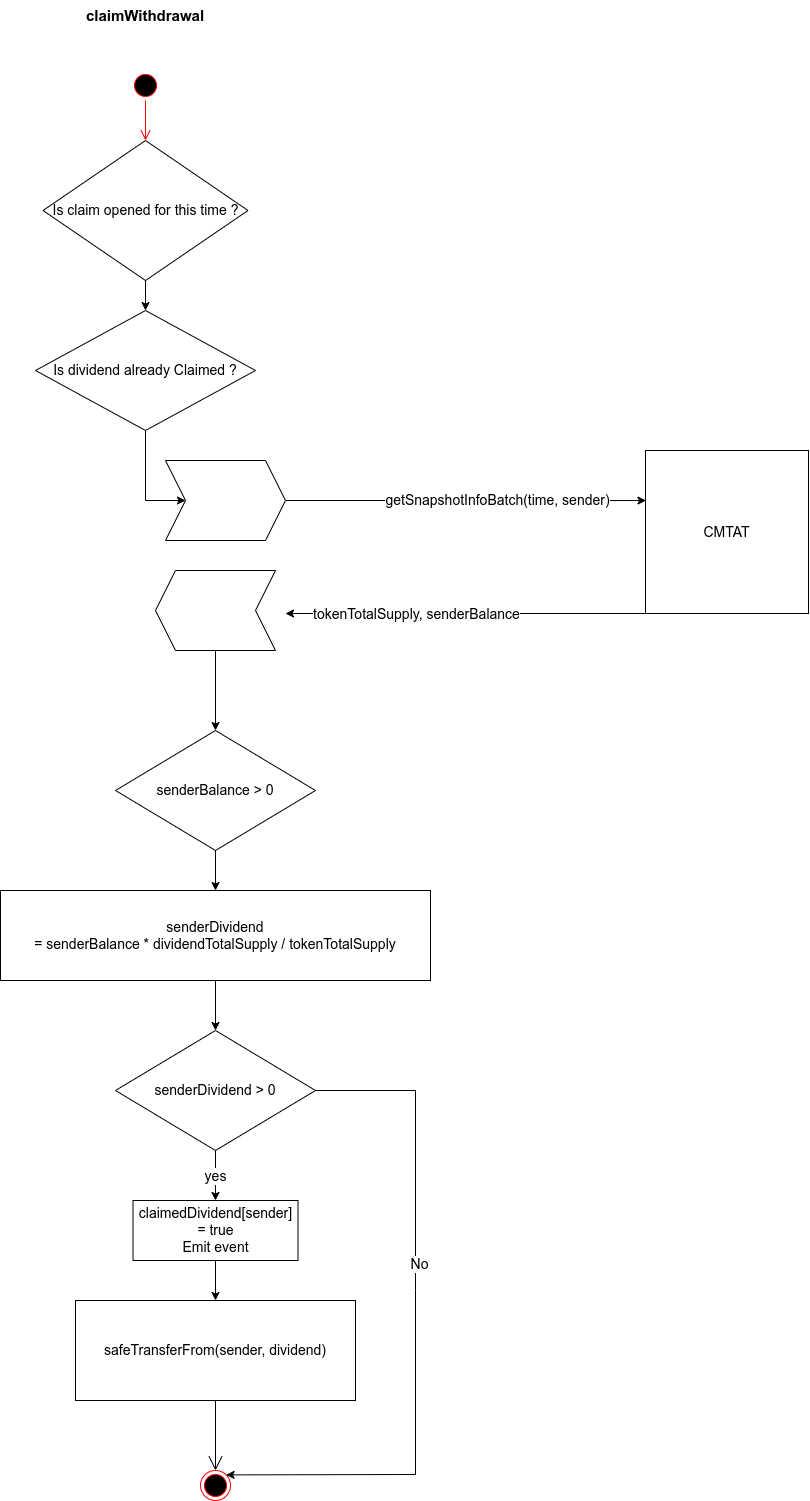 claimWithdrawal
Is claim opened for this time ?
Is dividend already Claimed ?
getSnapshotInfoBatch(time, sender)
CMTAT
tokenTotalSupply, senderBalance
senderBalance > 0
senderDividend
= senderBalance * dividendTotalSupply / tokenTotalSupply
senderDividend > 0
yes
claimedDividend[sender]
= true
Emit event
No
safeTransferFrom(sender, dividend)